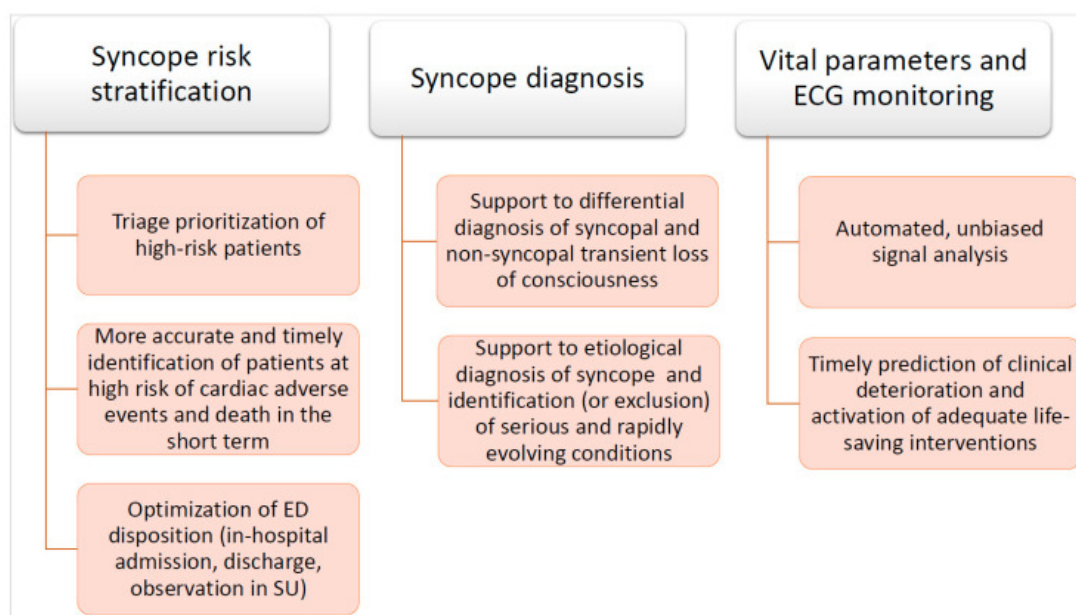 Syncope risk
stratification
Triage prioritization of
high-risk patients
More accurate and timely
identification of patients at
high risk of cardiac adverse
events and death in the
short term
Optimization of ED
disposition (in-hospital
admission, discharge,
observation in SU)
Syncope diagnosis
Support to differential
diagnosis of syncopal and
non-syncopal transient loss
of consciousness
Support to etiological
diagnosis of syncope and
identification (or exclusion)
of serious and rapidly
evolving conditions
Vital parameters and
ECG monitoring
Automated, unbiased
signal analysis
Timely prediction of clinical
deterioration and
activation of adequate life-
saving interventions